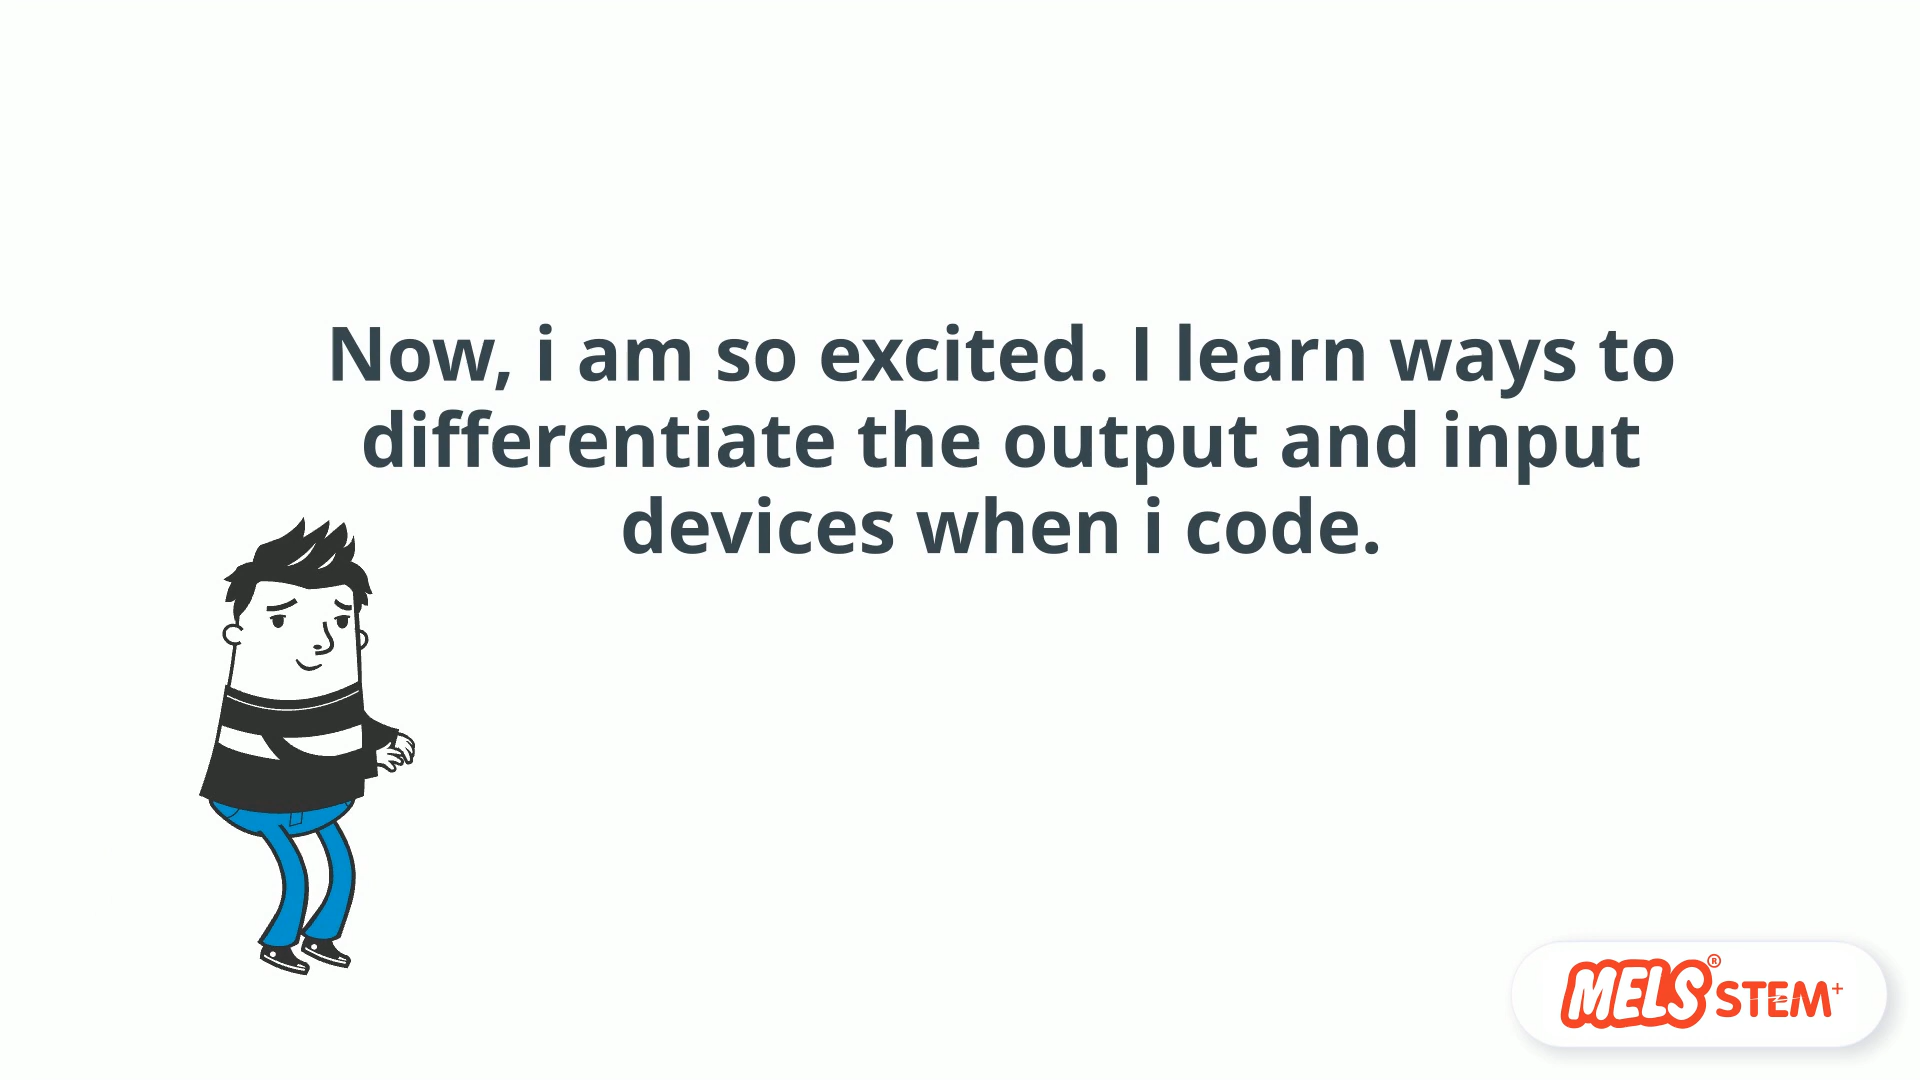 Now, i am so excited. I learn ways to
differentiate the output and input
devices when i code.
MELS® STEM+